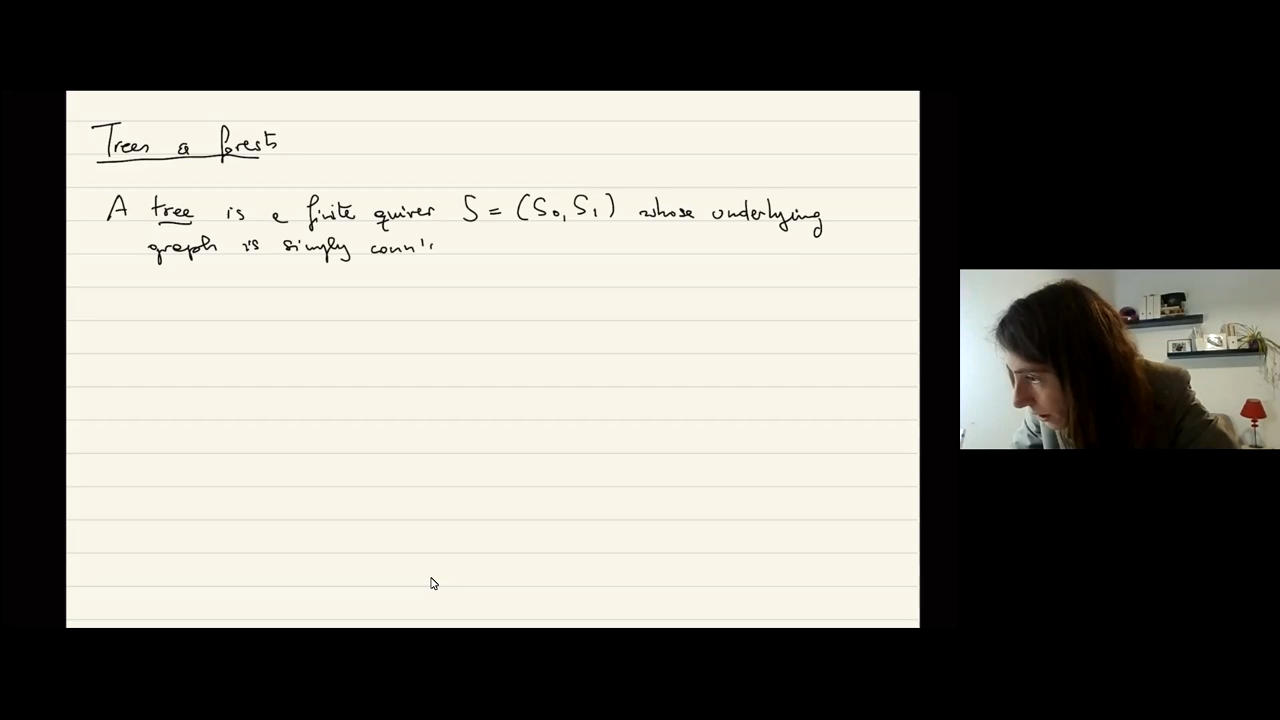 Trees & forests
A tree is a finite quiver S = (S₀, S₁) whose underlying
graph is simply conn